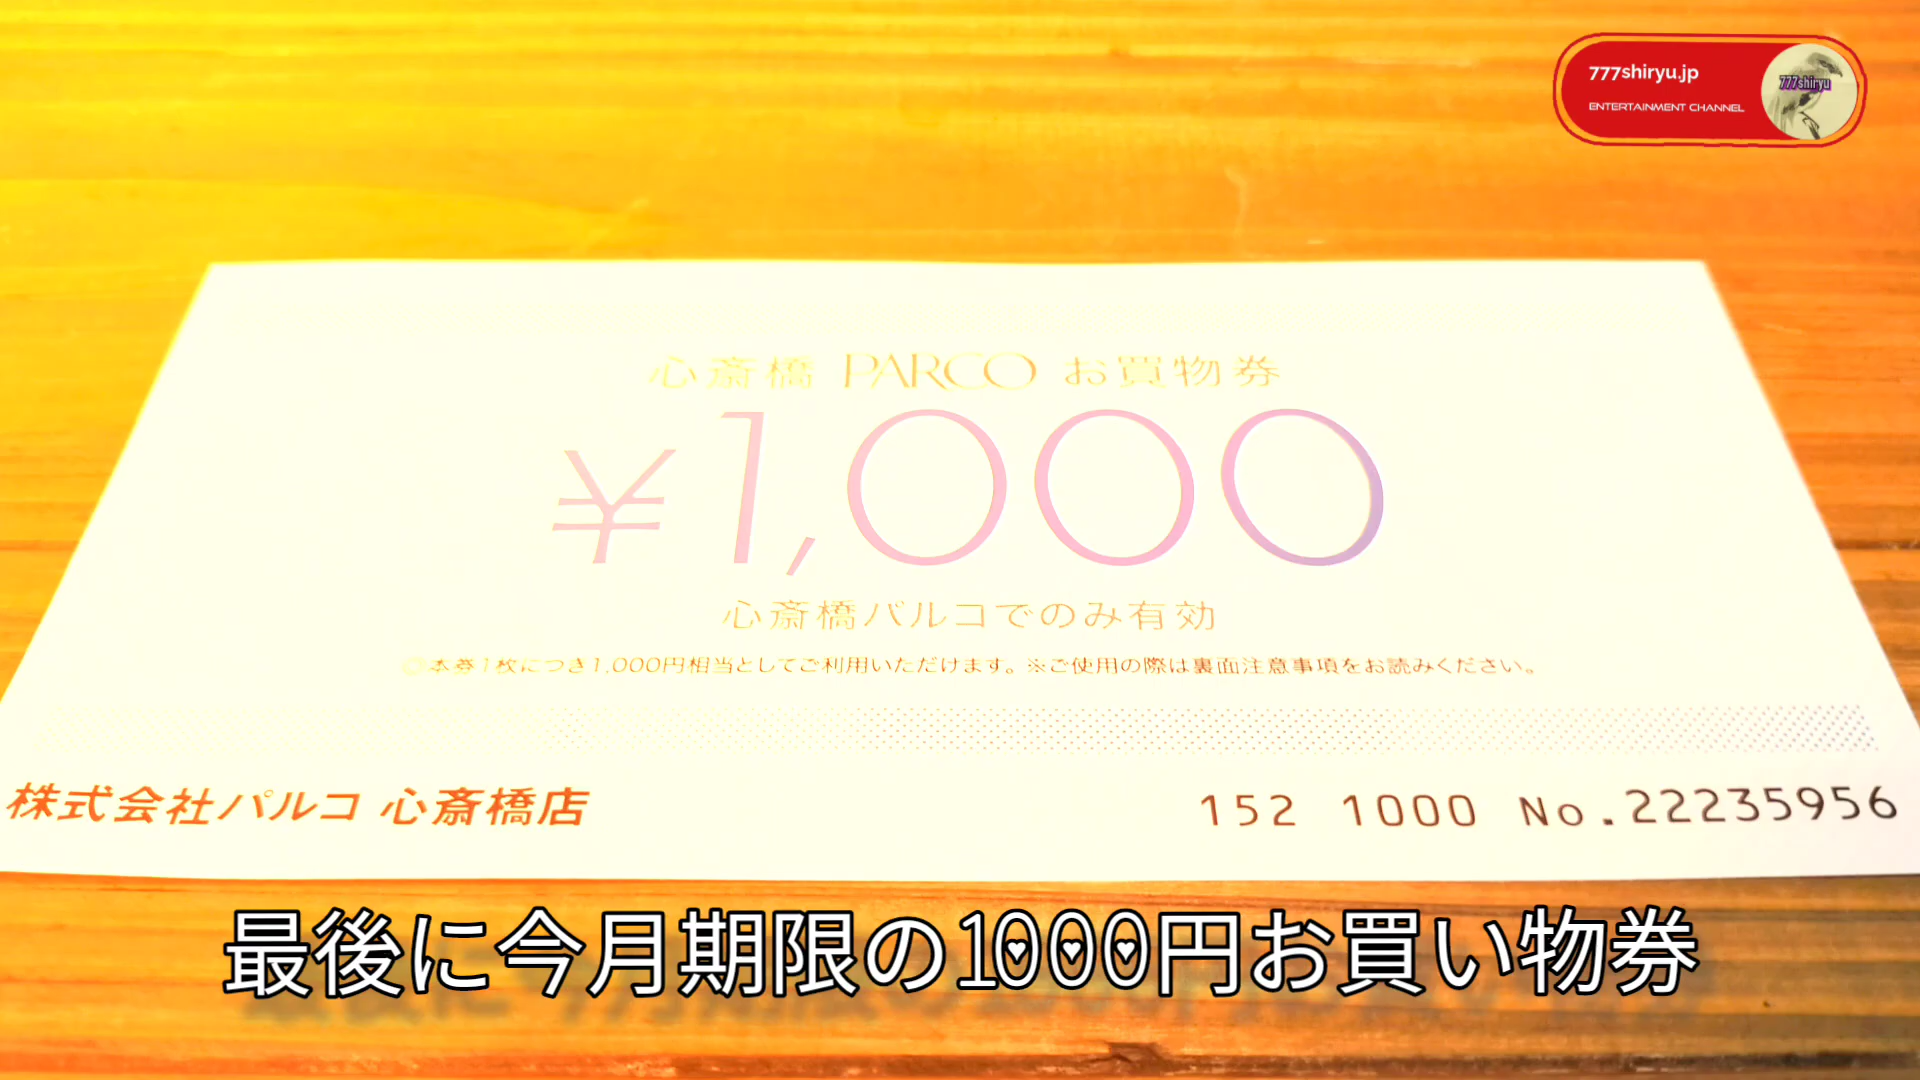 777shiryu.jp
777shiryu
ENTERTAINMENT CHANNEL
心斎橋 PARCO お買物券
¥1,000
心斎橋パルコでのみ有効
◎本券1枚につき1,000円相当としてご利用いただけます。※ご使用の際は裏面注意事項をお読みください。
株式会社パルコ 心斎橋店
152 1000 No.22235956
最後に今月期限の1000円お買い物券